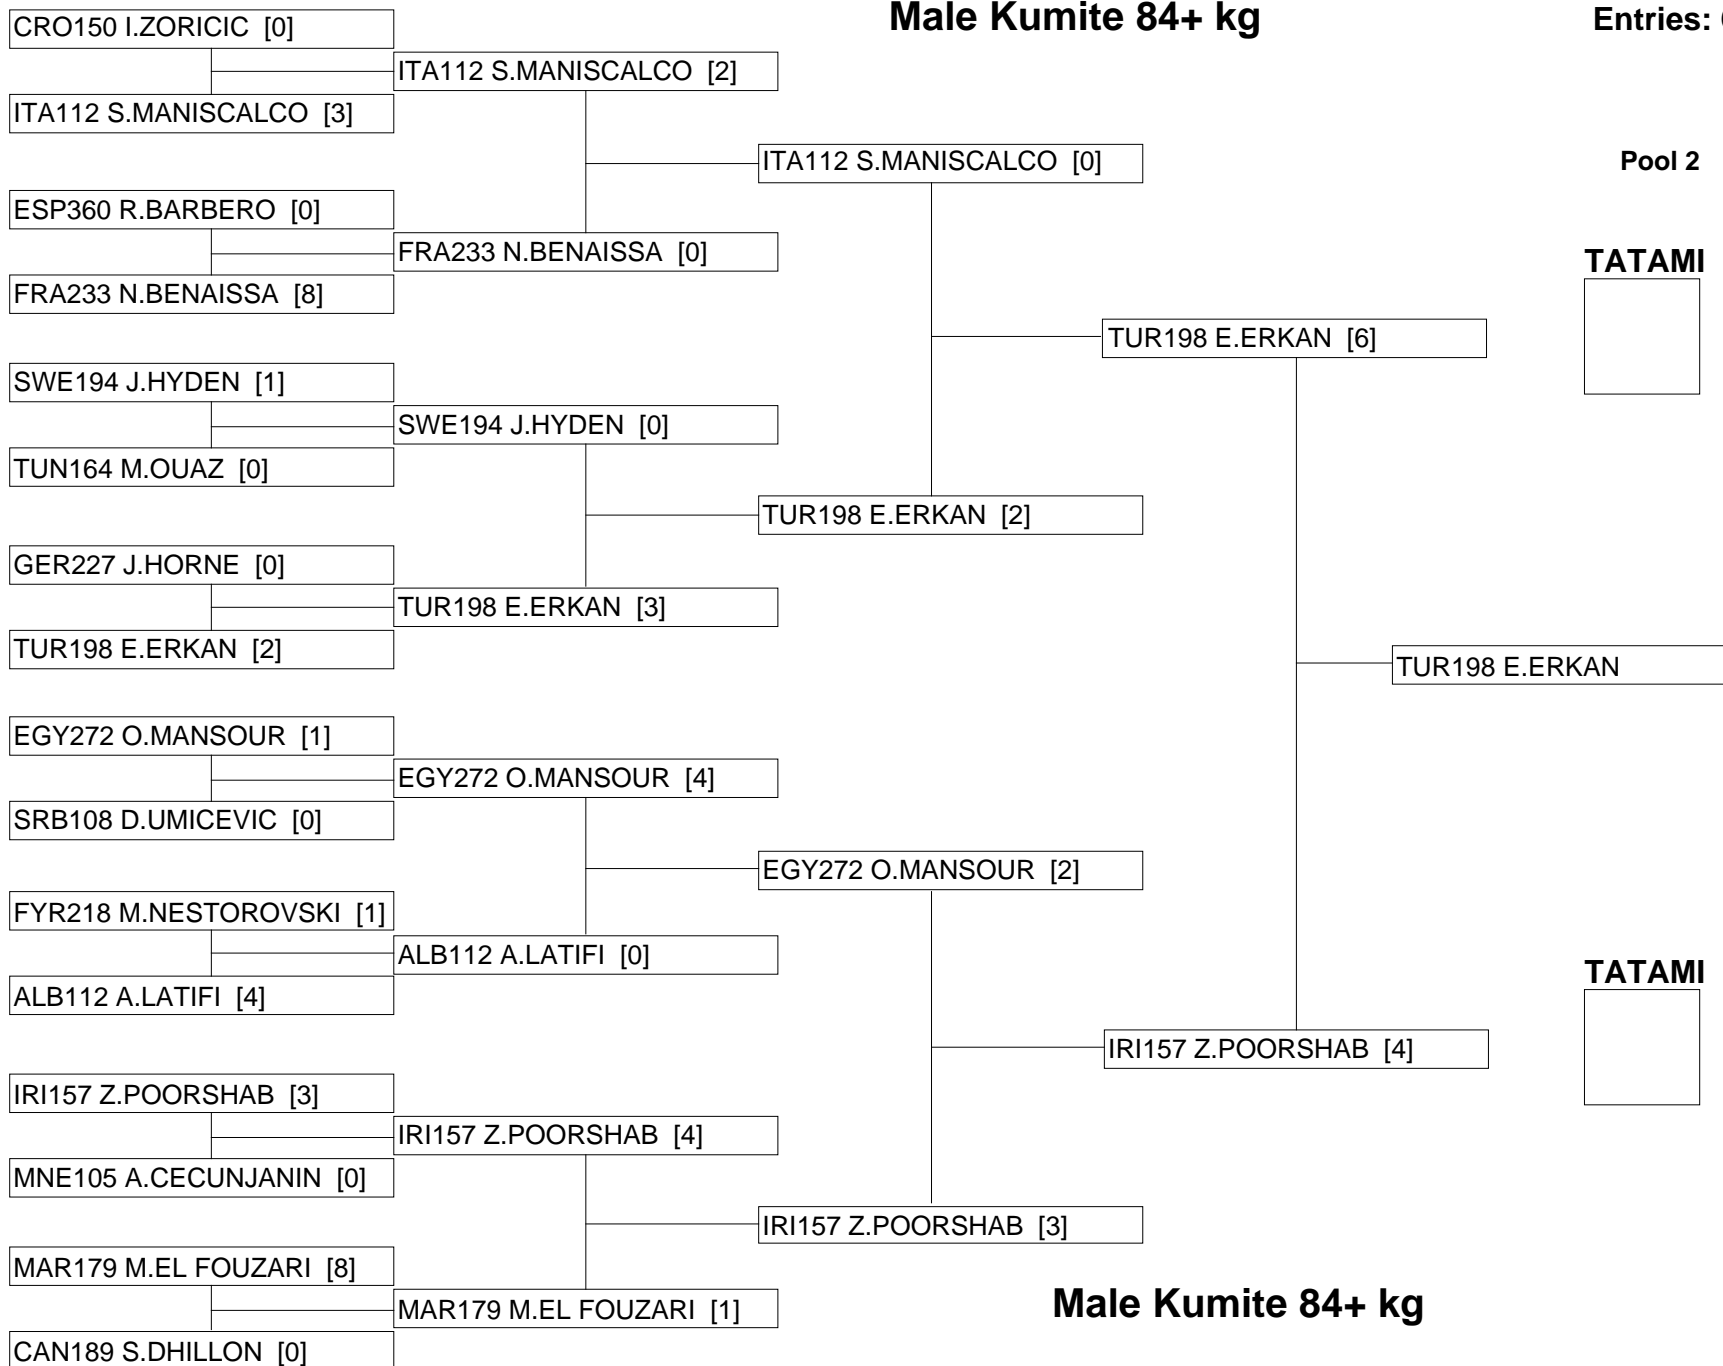 Male Kumite 84+ kg
Entries:
CRO150 I.ZORICIC [0]
ITA112 S.MANISCALCO [2]
ITA112 S.MANISCALCO [3]
ITA112 S.MANISCALCO [0]
Pool 2
ESP360 R.BARBERO [0]
FRA233 N.BENAISSA [0]
TATAMI
FRA233 N.BENAISSA [8]
TUR198 E.ERKAN [6]
SWE194 J.HYDEN [1]
SWE194 J.HYDEN [0]
TUN164 M.OUAZ [0]
TUR198 E.ERKAN [2]
GER227 J.HORNE [0]
TUR198 E.ERKAN [3]
TUR198 E.ERKAN [2]
TUR198 E.ERKAN
EGY272 O.MANSOUR [1]
EGY272 O.MANSOUR [4]
SRB108 D.UMICEVIC [0]
EGY272 O.MANSOUR [2]
FYR218 M.NESTOROVSKI [1]
ALB112 A.LATIFI [0]
TATAMI
ALB112 A.LATIFI [4]
IRI157 Z.POORSHAB [4]
IRI157 Z.POORSHAB [3]
IRI157 Z.POORSHAB [4]
MNE105 A.CECUNJANIN [0]
IRI157 Z.POORSHAB [3]
MAR179 M.EL FOUZARI [8]
MAR179 M.EL FOUZARI [1]
Male Kumite 84+ kg
CAN189 S.DHILLON [0]